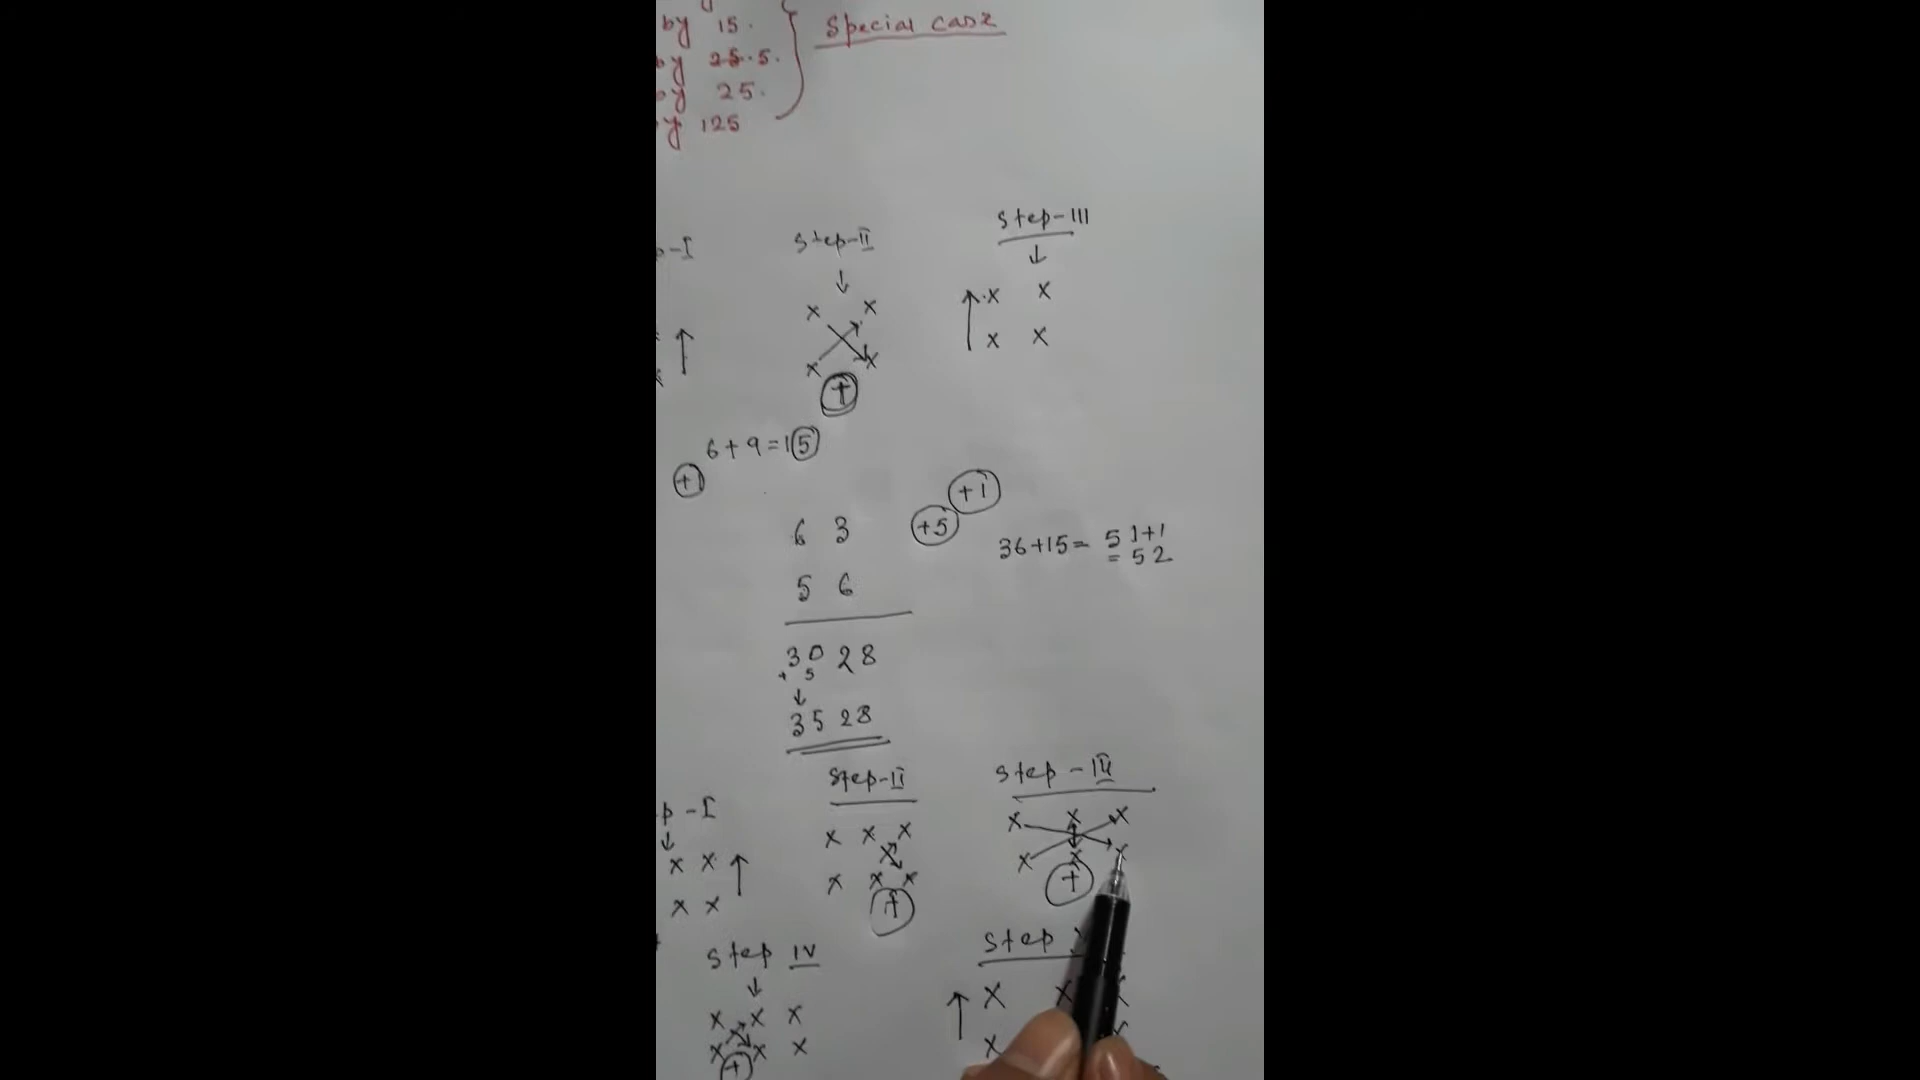 by 15.
by 25.5.
by 25.
y 125
Special case
p-I
Step-II
Step-III
↓
↓
x x
x x
+
x x
x x
6+9=15
+1
6 3
5 6
+5
+1
36+15= 51+1
= 52
3028
+ 5
↓
3528
p-I
↓
x x
x x
Step-II
x x x
x x x
+
Step-III
x x x
x x x
+
Step IV
↓
x x x
x x x
+
Step
x x x
x